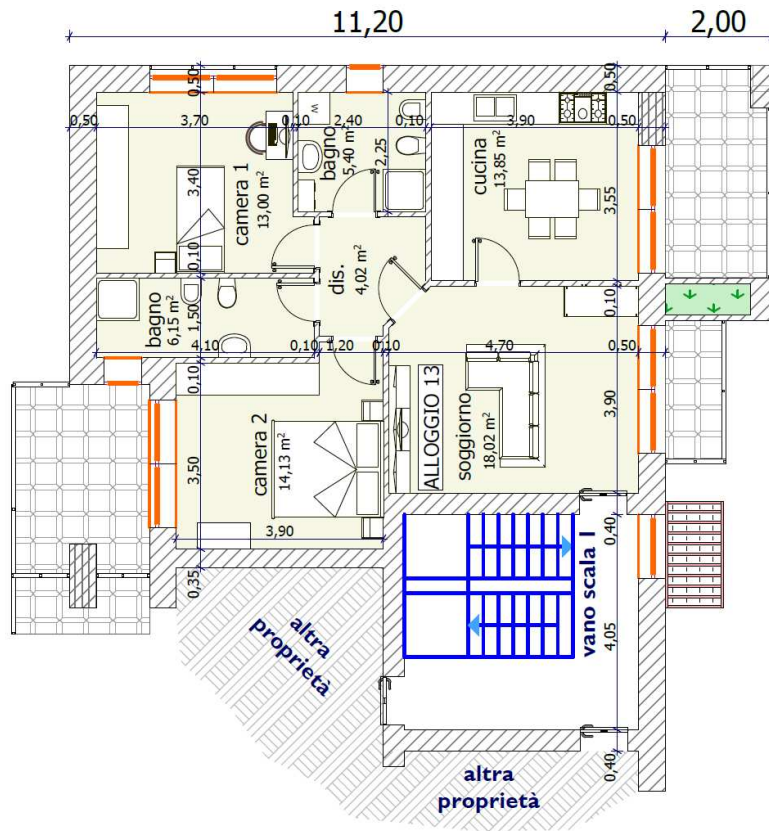 11,20
2,00
0,50
0,50
0,50
3,70
0,10
2,40
0,10
3,90
0,50
W
camera 1
13,00 m²
3,40
bagno
5,40 m²
2,25
cucina
13,85 m²
3,55
0,10
dis.
4,02 m²
bagno
6,15 m²
1,50
0,10
4,10
0,10
1,20
0,10
4,70
0,50
0,10
camera 2
14,13 m²
3,50
3,90
0,35
ALLOGGIO 13
soggiorno
18,02 m²
3,90
0,40
vano scala I
4,05
0,40
altra
proprietà
altra
proprietà